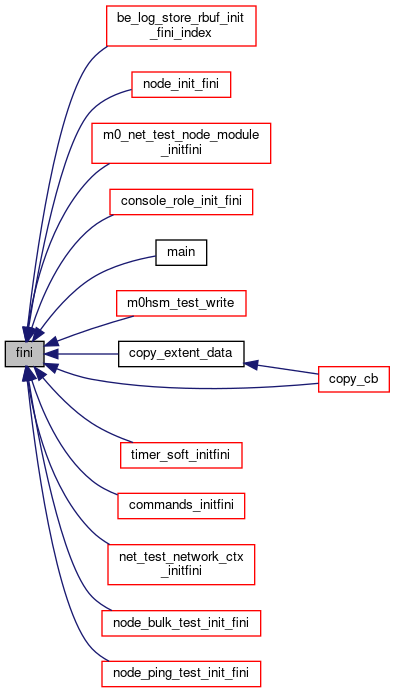 be_log_store_rbuf_init
_fini_index
node_init_fini
m0_net_test_node_module
_initfini
console_role_init_fini
main
m0hsm_test_write
fini
copy_extent_data
copy_cb
timer_soft_initfini
commands_initfini
net_test_network_ctx
_initfini
node_bulk_test_init_fini
node_ping_test_init_fini